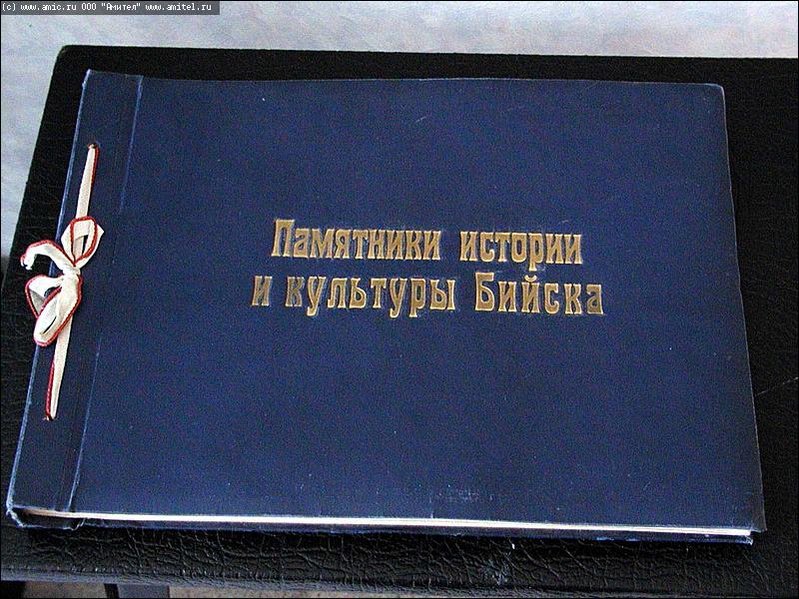 (c) www.amic.ru ООО "Амител" www.amitel.ru
Памятники истории
и культуры Бийска